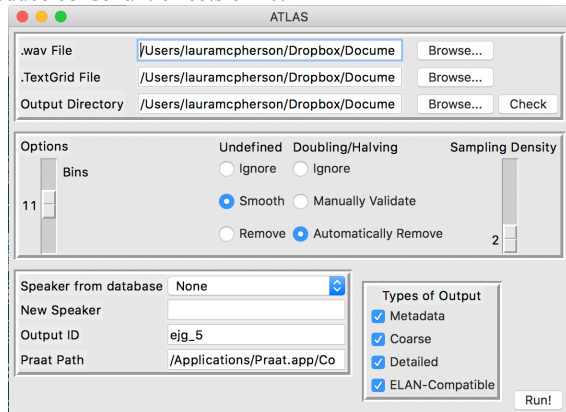 ATLAS
.wav File /Users/lauramcpherson/Dropbox/Docume Browse...
.TextGrid File /Users/lauramcpherson/Dropbox/Docume Browse...
Output Directory /Users/lauramcpherson/Dropbox/Docume Browse... Check
Options Undefined Doubling/Halving Sampling Density
Bins Ignore Ignore
11 Smooth Manually Validate
Remove Automatically Remove 2
Speaker from database None
New Speaker
Output ID ejg_5
Praat Path /Applications/Praat.app/Co
Types of Output
Metadata
Coarse
Detailed
ELAN-Compatible
Run!